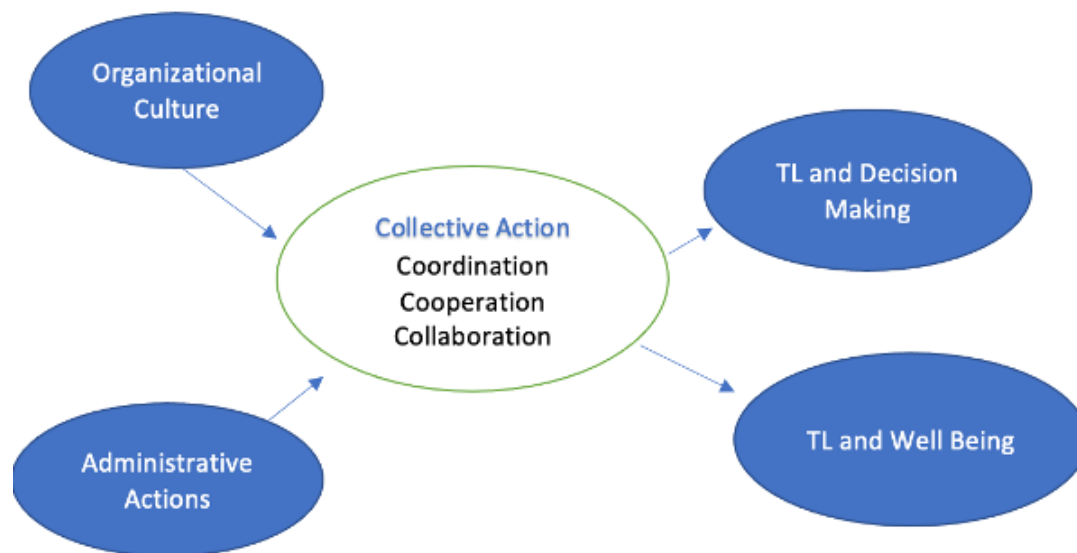 Organizational
Culture
Collective Action
Coordination
Cooperation
Collaboration
Administrative
Actions
TL and Decision
Making
TL and Well Being